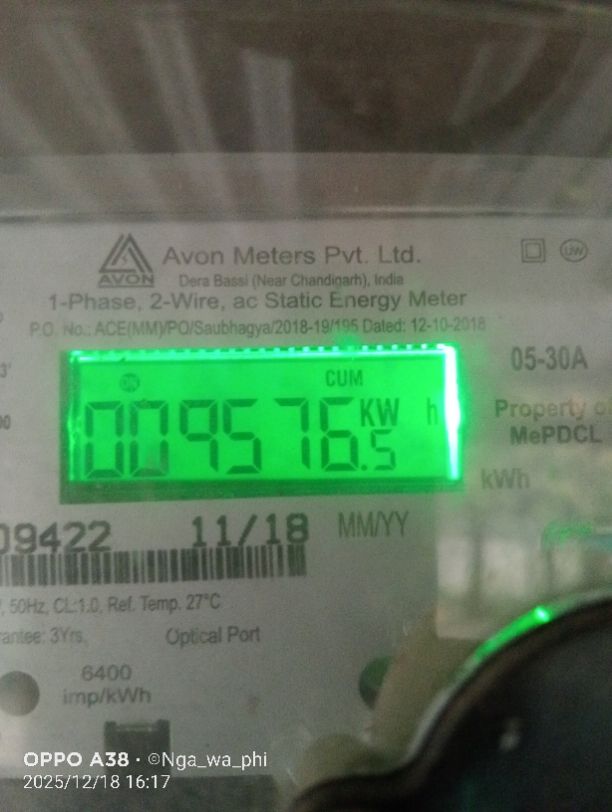 AVON
Avon Meters Pvt. Ltd.
Dera Bassi (Near Chandigarh), India
1-Phase, 2-Wire, ac Static Energy Meter
P.O. No.: ACE(MM)/PO/Saubhagya/2018-19/195 Dated: 12-10-2018
05-30A
ON
CUM
009576.5
KW h
Property
MePDCL
kWh
09422
11/18
MM/YY
50Hz, CL:1.0, Ref. Temp. 27°C
3Yrs.
Optical Port
6400
imp/kWh
OPPO A38 · ©Nga_wa_phi
2025/12/18 16:17